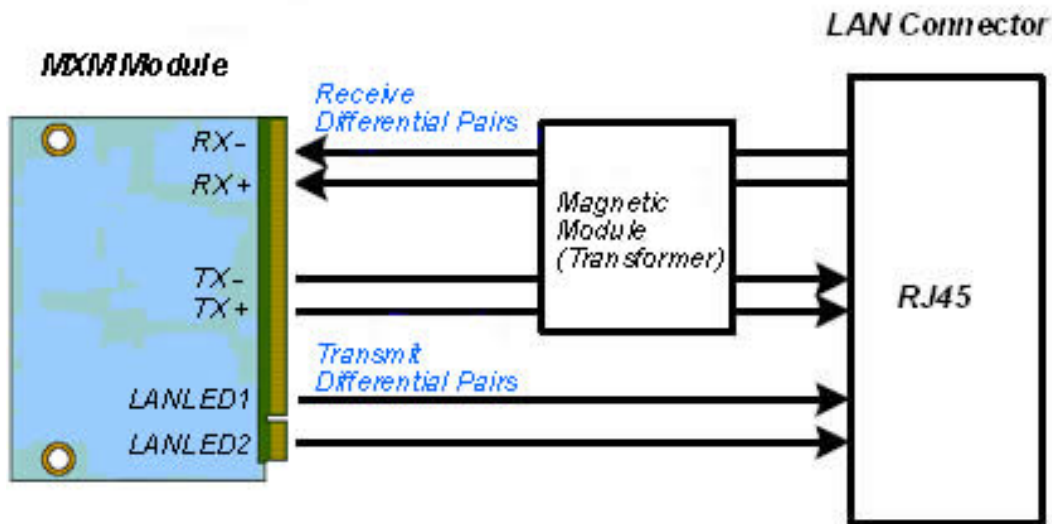 LAN Connector
MXM Module
Receive
Differential Pairs
RX-
RX+
Magnetic
Module
(Transformer)
TX-
TX+
RJ45
Transmit
Differential Pairs
LANLED1
LANLED2